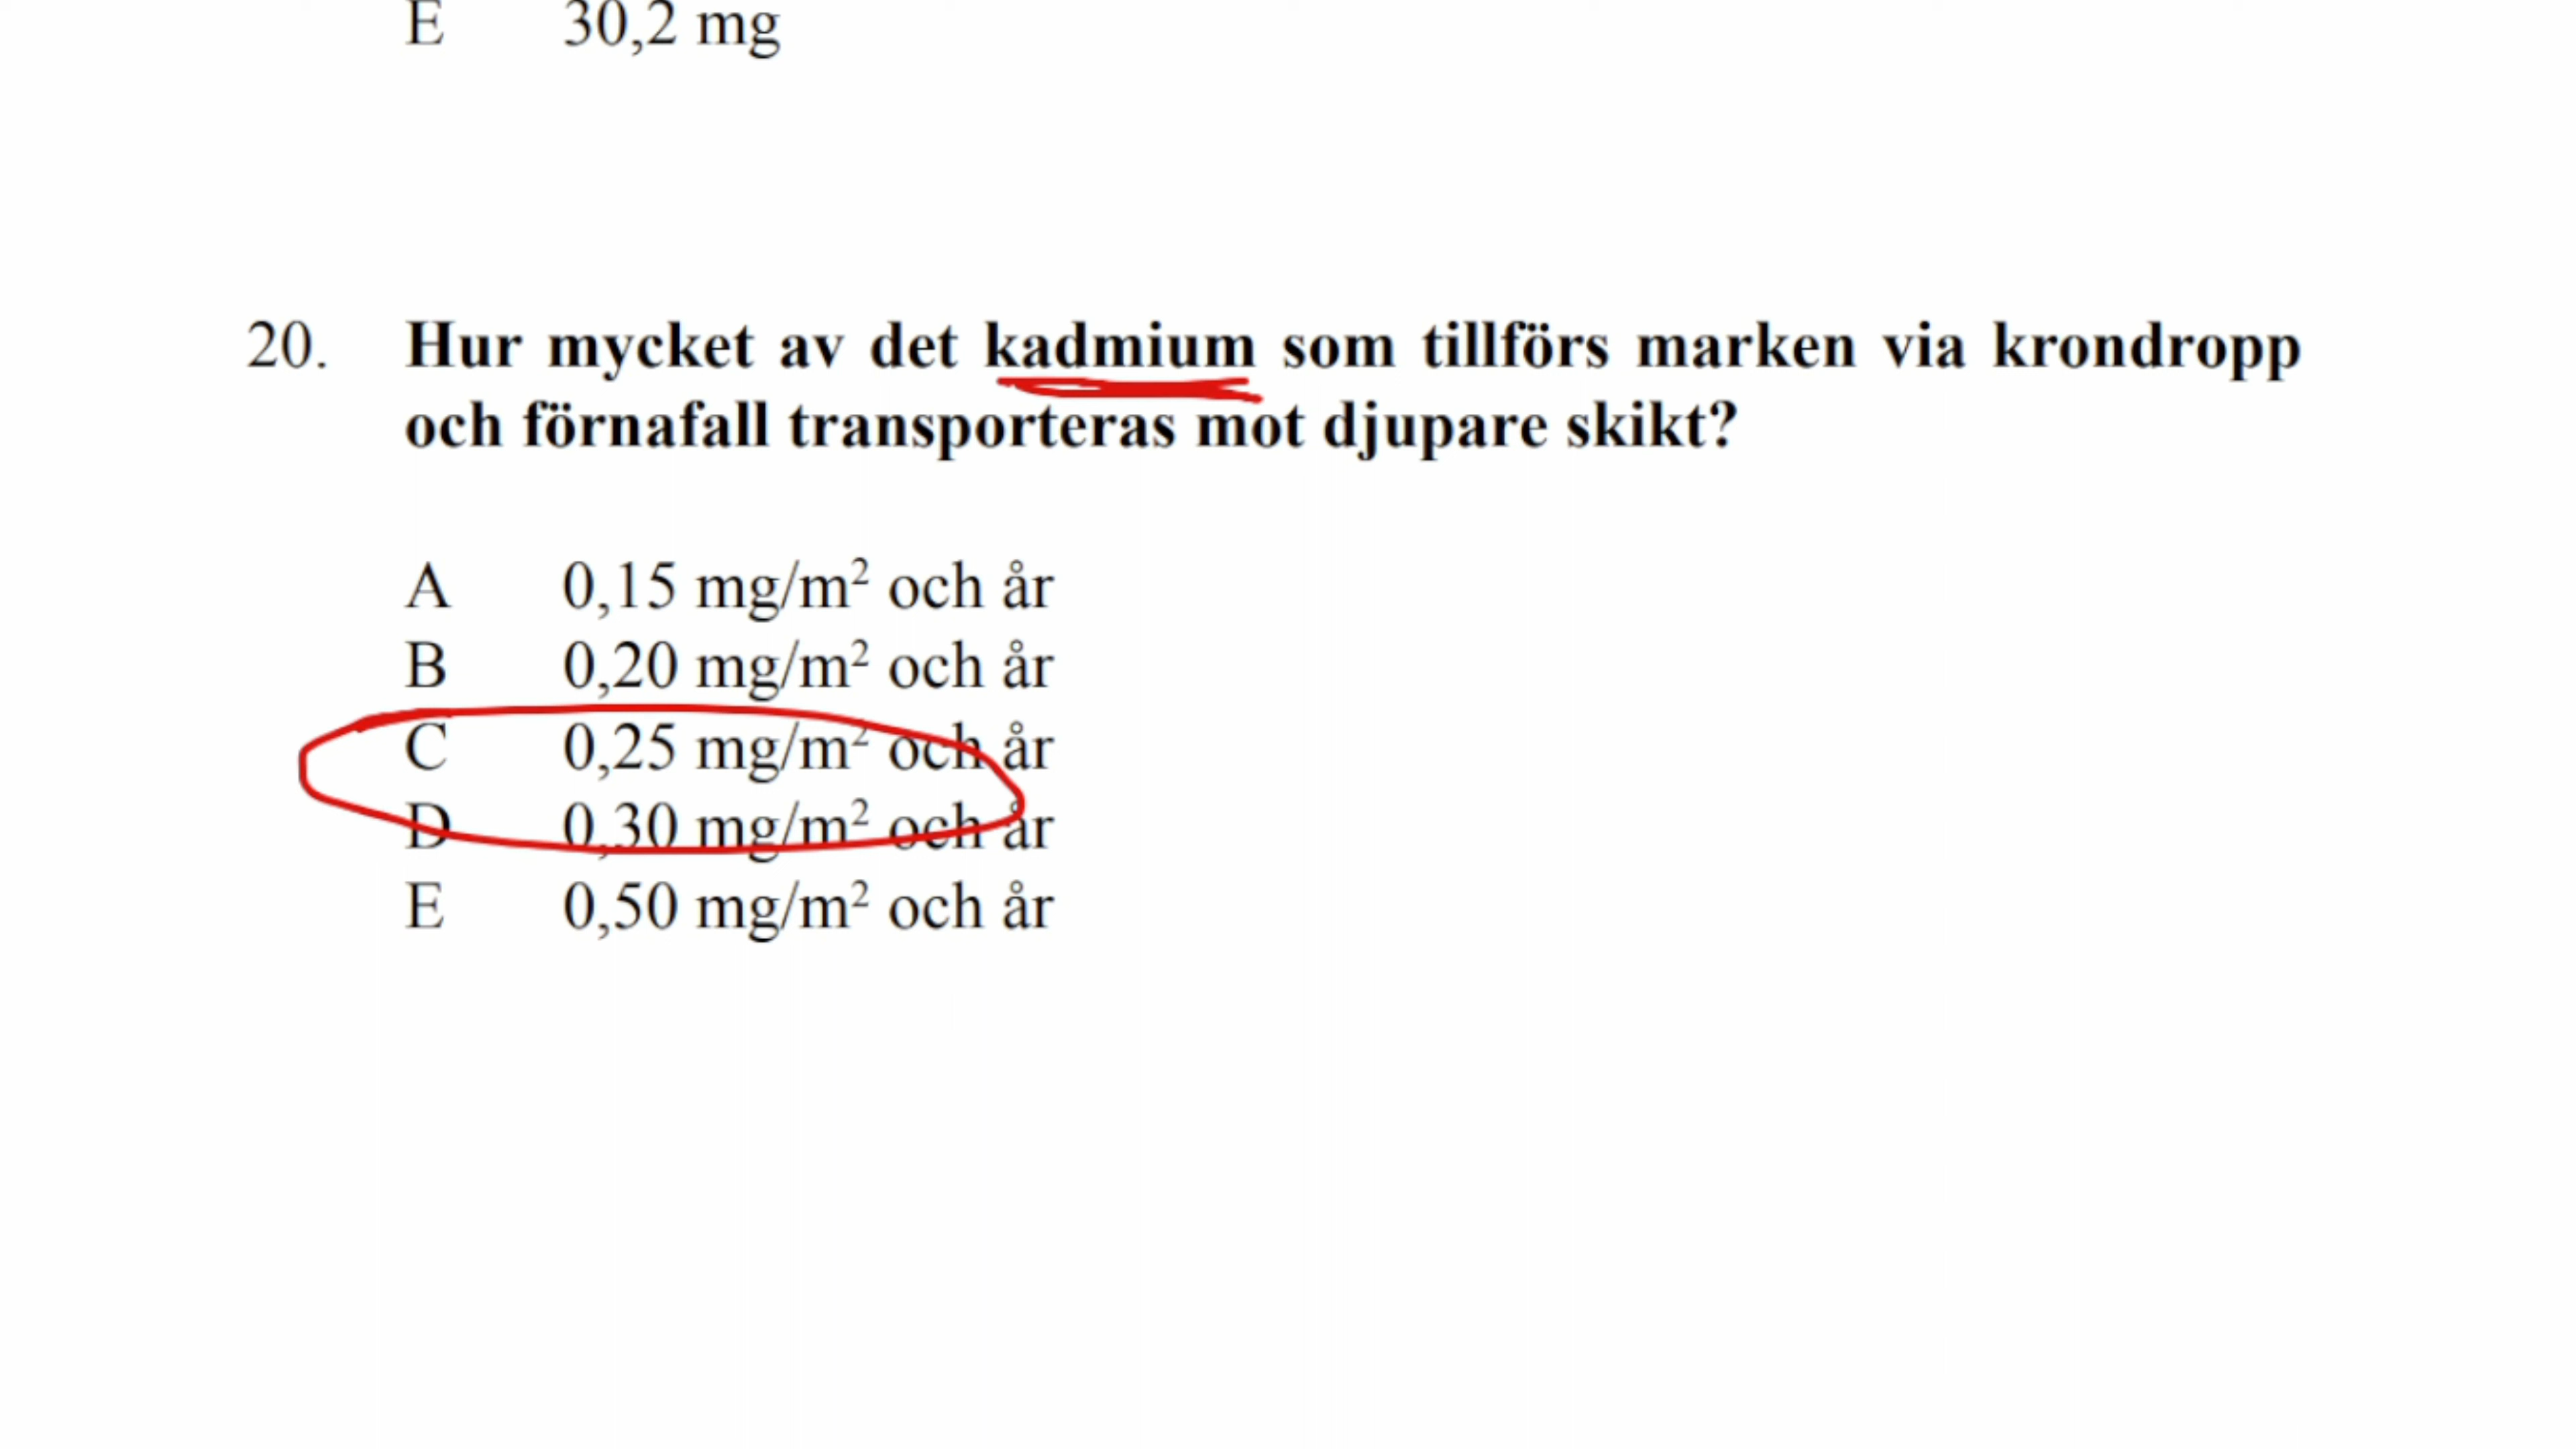 E 30,2 mg
20. Hur mycket av det kadmium som tillförs marken via krondropp
och förnafall transporteras mot djupare skikt?
A 0,15 mg/m² och år
B 0,20 mg/m² och år
C 0,25 mg/m² och år
D 0,30 mg/m² och år
E 0,50 mg/m² och år